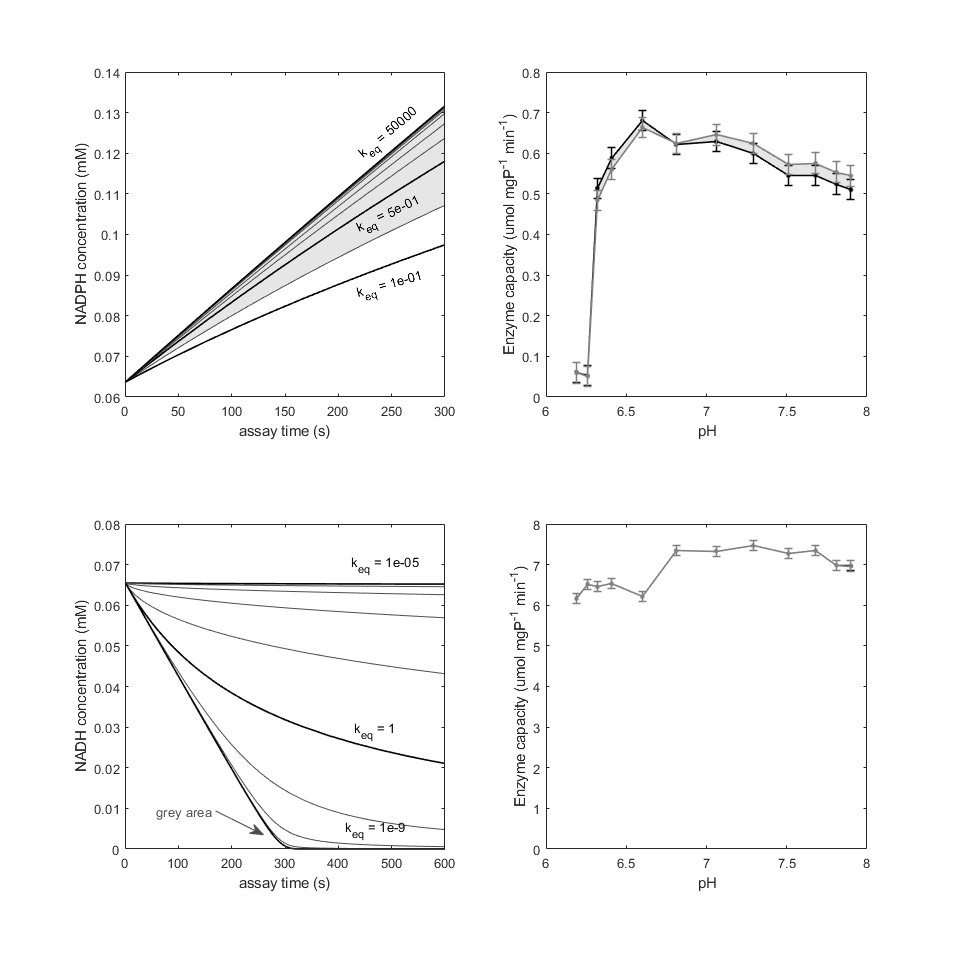 0.14
0.13
0.12
0.11
0.1
0.09
0.08
0.07
0.06
NADPH concentration (mM)
keq = 50000
keq = 5e-01
keq = 1e-01
0 50 100 150 200 250 300
assay time (s)
0.8
0.7
0.6
0.5
0.4
0.3
0.2
0.1
0
Enzyme capacity (umol mgP-1 min-1)
6 6.5 7 7.5 8
pH
0.08
0.07
0.06
0.05
0.04
0.03
0.02
0.01
0
NADH concentration (mM)
keq = 1e-05
keq = 1
grey area
keq = 1e-9
0 100 200 300 400 500 600
assay time (s)
8
7
6
5
4
3
2
1
0
Enzyme capacity (umol mgP-1 min-1)
6 6.5 7 7.5 8
pH